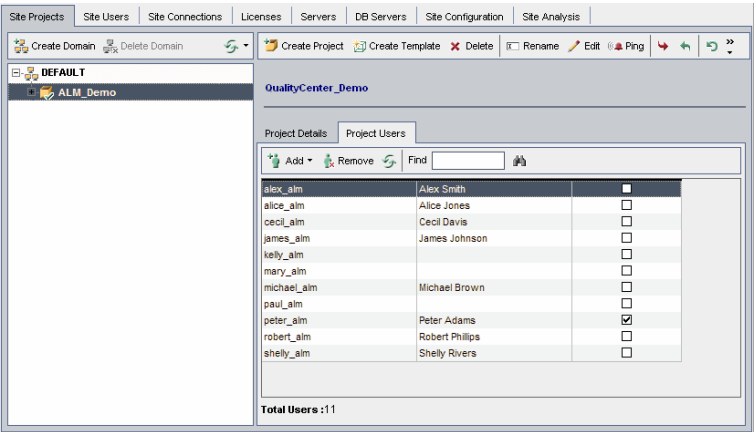 Site Projects Site Users Site Connections Licenses Servers DB Servers Site Configuration Site Analysis
Create Domain Delete Domain Create Project Create Template Delete Rename Edit Ping
DEFAULT
ALM_Demo
QualityCenter_Demo
Project Details Project Users
Add Remove Find
alex_alm Alex Smith
alice_alm Alice Jones
cecil_alm Cecil Davis
james_alm James Johnson
kelly_alm
mary_alm
michael_alm Michael Brown
paul_alm
peter_alm Peter Adams
robert_alm Robert Phillips
shelly_alm Shelly Rivers
Total Users :11